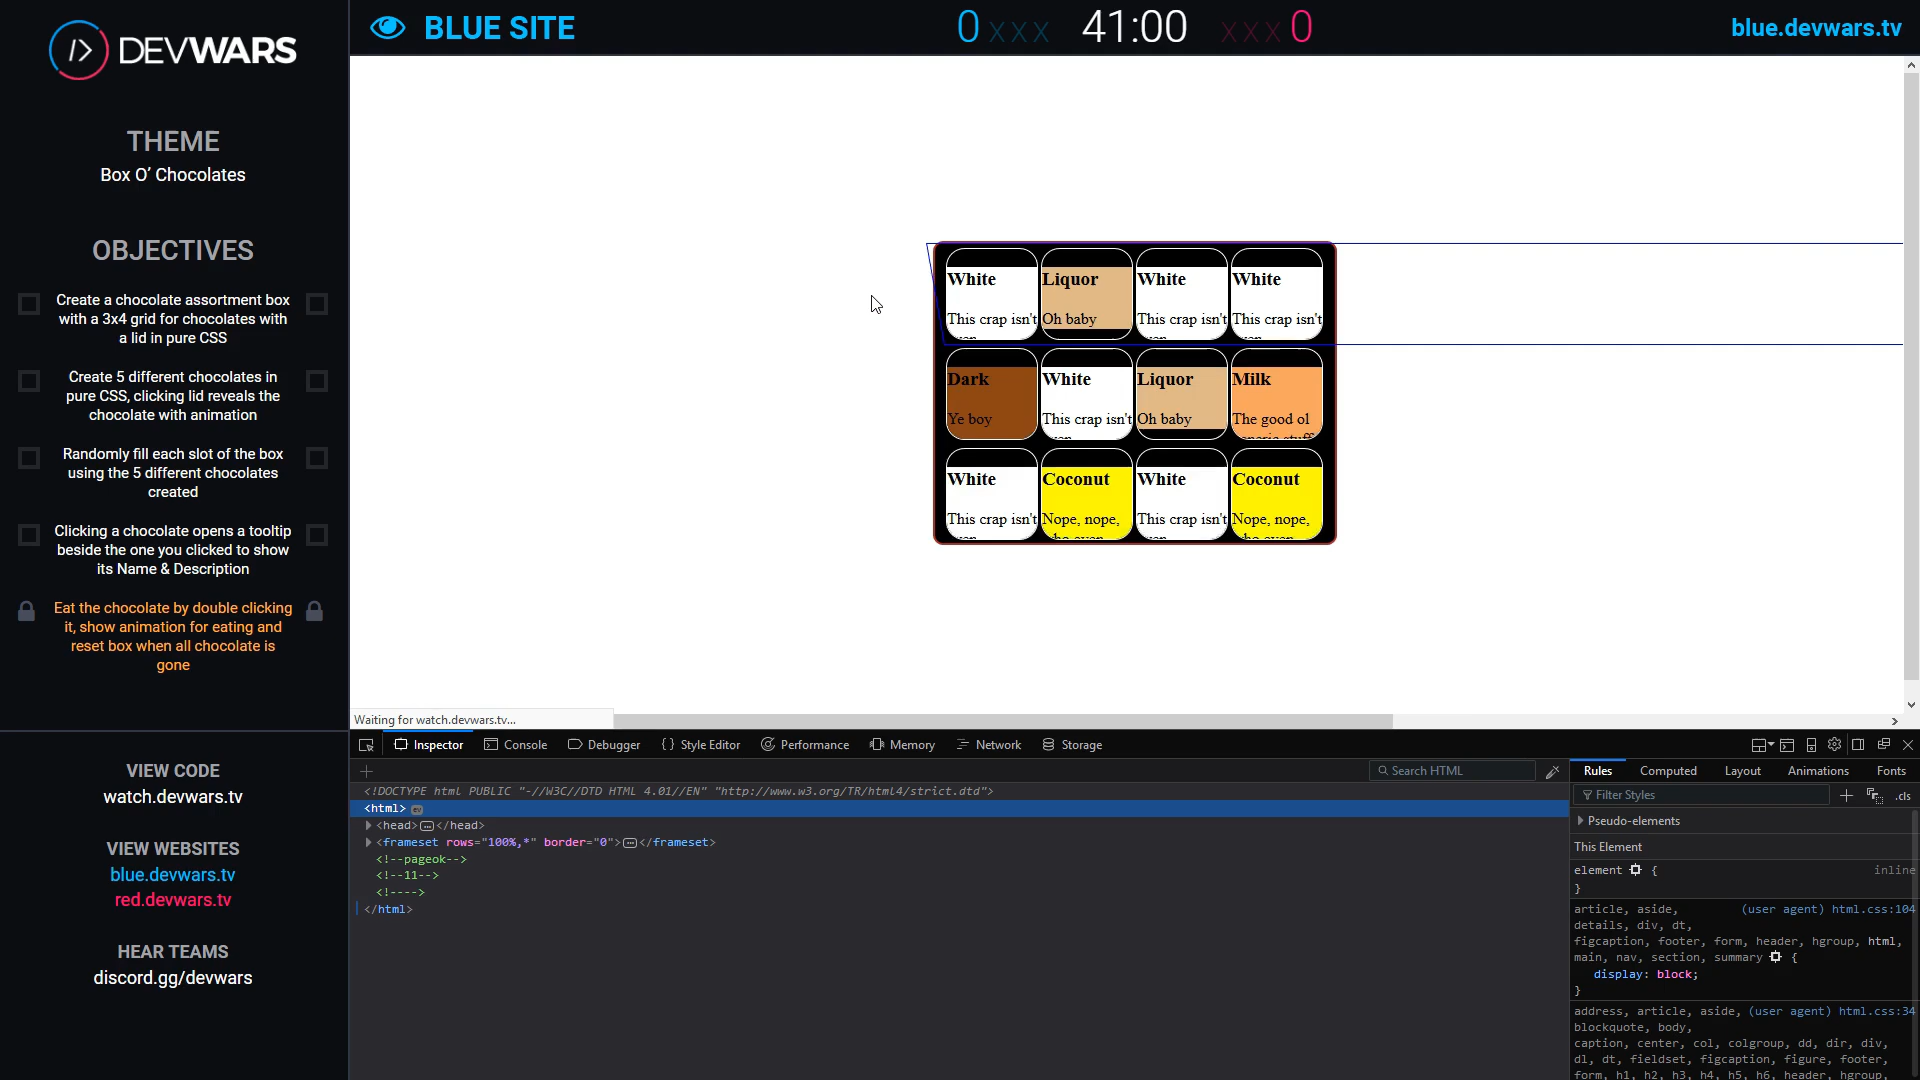 DEVWARS
THEME
Box O' Chocolates
OBJECTIVES
Create a chocolate assortment box
with a 3x4 grid for chocolates with
a lid in pure CSS
Create 5 different chocolates in
pure CSS, clicking lid reveals the
chocolate with animation
Randomly fill each slot of the box
using the 5 different chocolates
created
Clicking a chocolate opens a tooltip
beside the one you clicked to show
its Name & Description
Eat the chocolate by double clicking
it, show animation for eating and
reset box when all chocolate is
gone
VIEW CODE
watch.devwars.tv
VIEW WEBSITES
blue.devwars.tv
red.devwars.tv
HEAR TEAMS
discord.gg/devwars
BLUE SITE
0 xxx 41:00 xxx 0
blue.devwars.tv
White Liquor White White
This crap isn't Oh baby This crap isn't This crap isn't
Dark White Liquor Milk
Ye boy This crap isn't Oh baby The good ol
White Coconut White Coconut
This crap isn't Nope, nope, This crap isn't Nope, nope,
Waiting for watch.devwars.tv...
Inspector Console Debugger {} Style Editor Performance Memory Network Storage
+ Search HTML
<!DOCTYPE html PUBLIC "-//W3C//DTD HTML 4.01//EN" "http://www.w3.org/TR/html4/strict.dtd">
<html> ev
<head>…</head>
<frameset rows="100%,*" border="0">…</frameset>
<!--pageok-->
<!--11-->
<!---->
</html>
Rules Computed Layout Animations Fonts
Filter Styles + .cls
Pseudo-elements
This Element
element { inline
}
article, aside, (user agent) html.css:104
details, div, dt,
figcaption, footer, form, header, hgroup, html,
main, nav, section, summary {
display: block;
}
address, article, aside, (user agent) html.css:34
blockquote, body,
caption, center, col, colgroup, dd, dir, div,
dl, dt, fieldset, figcaption, figure, footer,
form, h1, h2, h3, h4, h5, h6, header, hgroup,